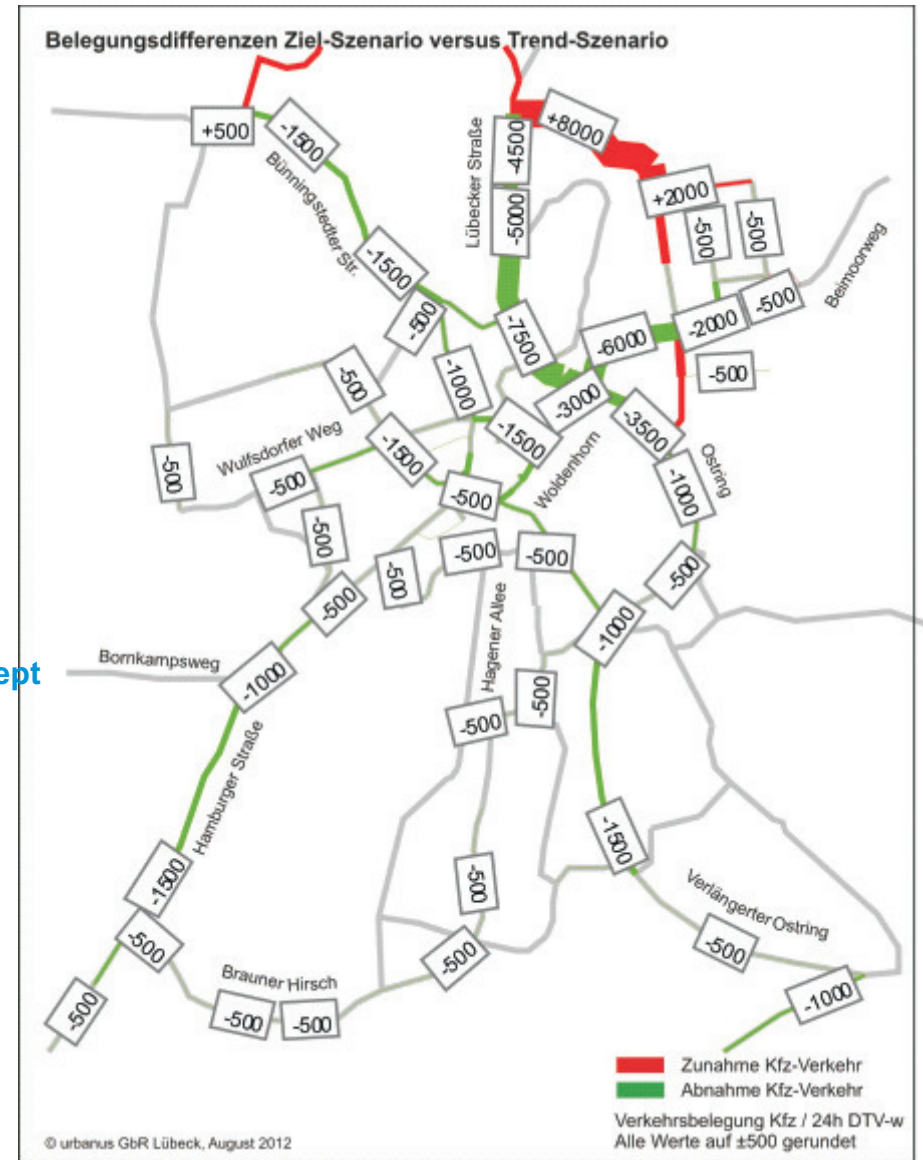 Belegungsdifferenzen Ziel-Szenario versus Trend-Szenario
+500
-1500
Bünningstedter Str.
-1500
-500
-1000
Lübecker Straße
-4500
-5000
+8000
+2000
-500
-500
Beimoorweg
-7500
-6000
-2000
-500
-500
-3000
-3500
-500
-1500
-1500
Wulfsdorfer Weg
-500
-500
-500
Woldenhorn
Ostring
-1000
-500
-500
-500
-500
-500
-500
-1000
-500
Hagener Allee
ept
Bornkampsweg
-1000
-500
-500
Hamburger Straße
-1500
-1500
-500
Verlängerter Ostring
-500
-500
-500
-500
Brauner Hirsch
-500
-500
-1000
Zunahme Kfz-Verkehr
Abnahme Kfz-Verkehr
Verkehrsbelegung Kfz / 24h DTV-w
Alle Werte auf ±500 gerundet
© urbanus GbR Lübeck, August 2012